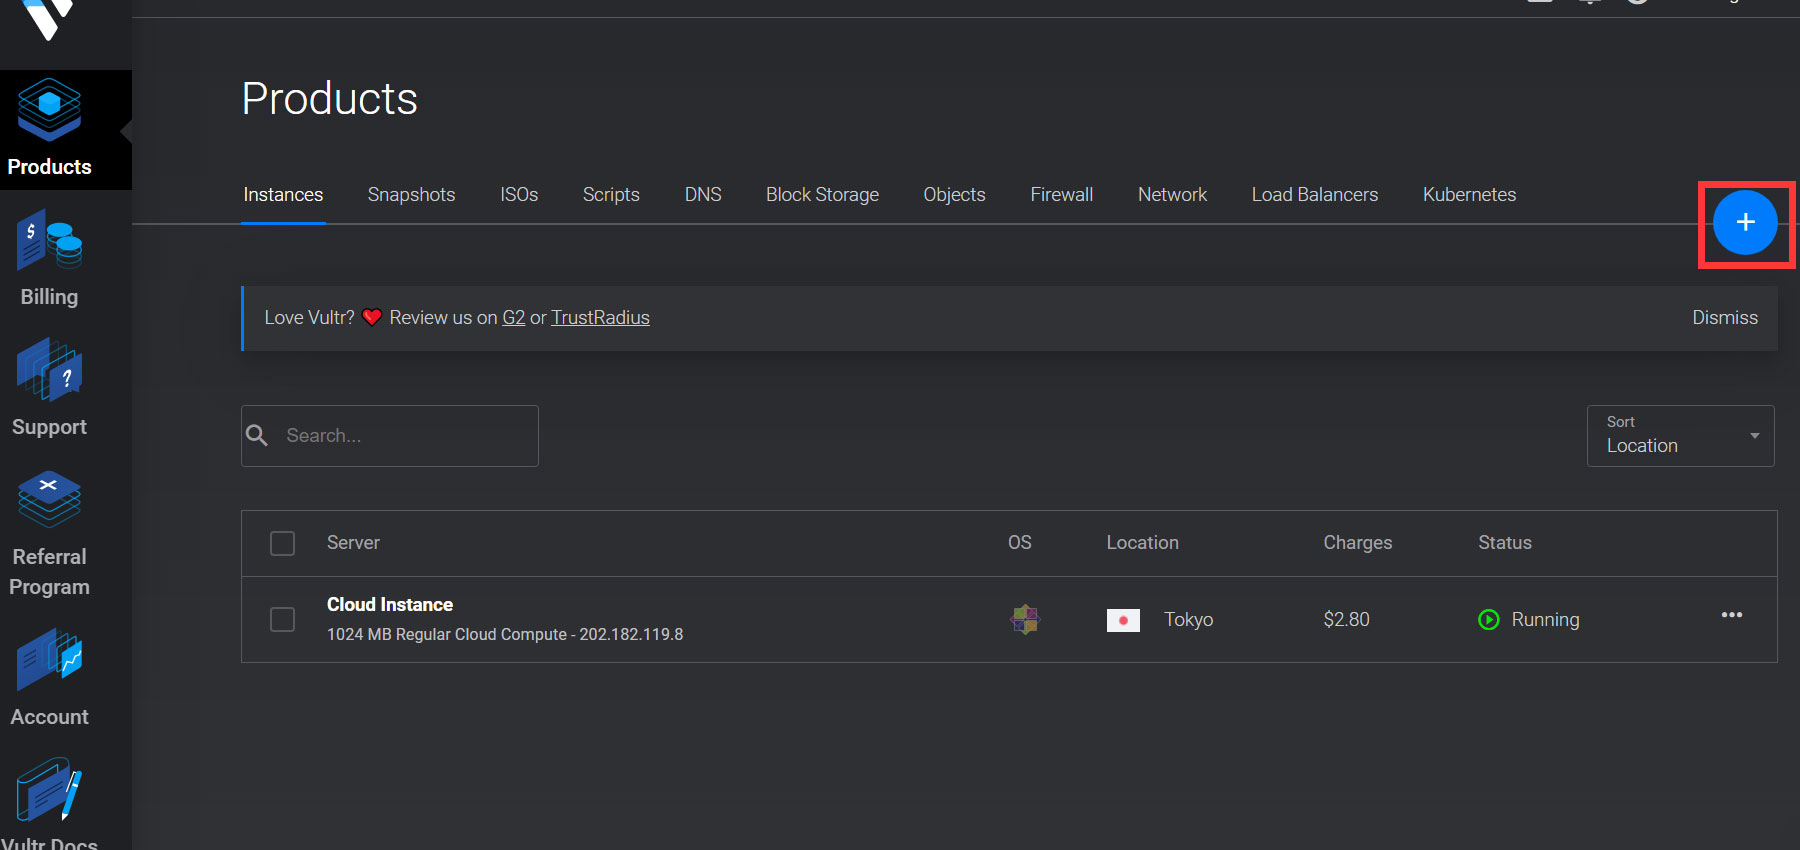 Products
Billing
Support
Referral
Program
Account
Vultr Docs
Products
Instances Snapshots ISOs Scripts DNS Block Storage Objects Firewall Network Load Balancers Kubernetes
+
Love Vultr? ❤ Review us on G2 or TrustRadius Dismiss
Search...
Sort
Location
Server OS Location Charges Status
Cloud Instance
1024 MB Regular Cloud Compute - 202.182.119.8
Tokyo $2.80 Running •••